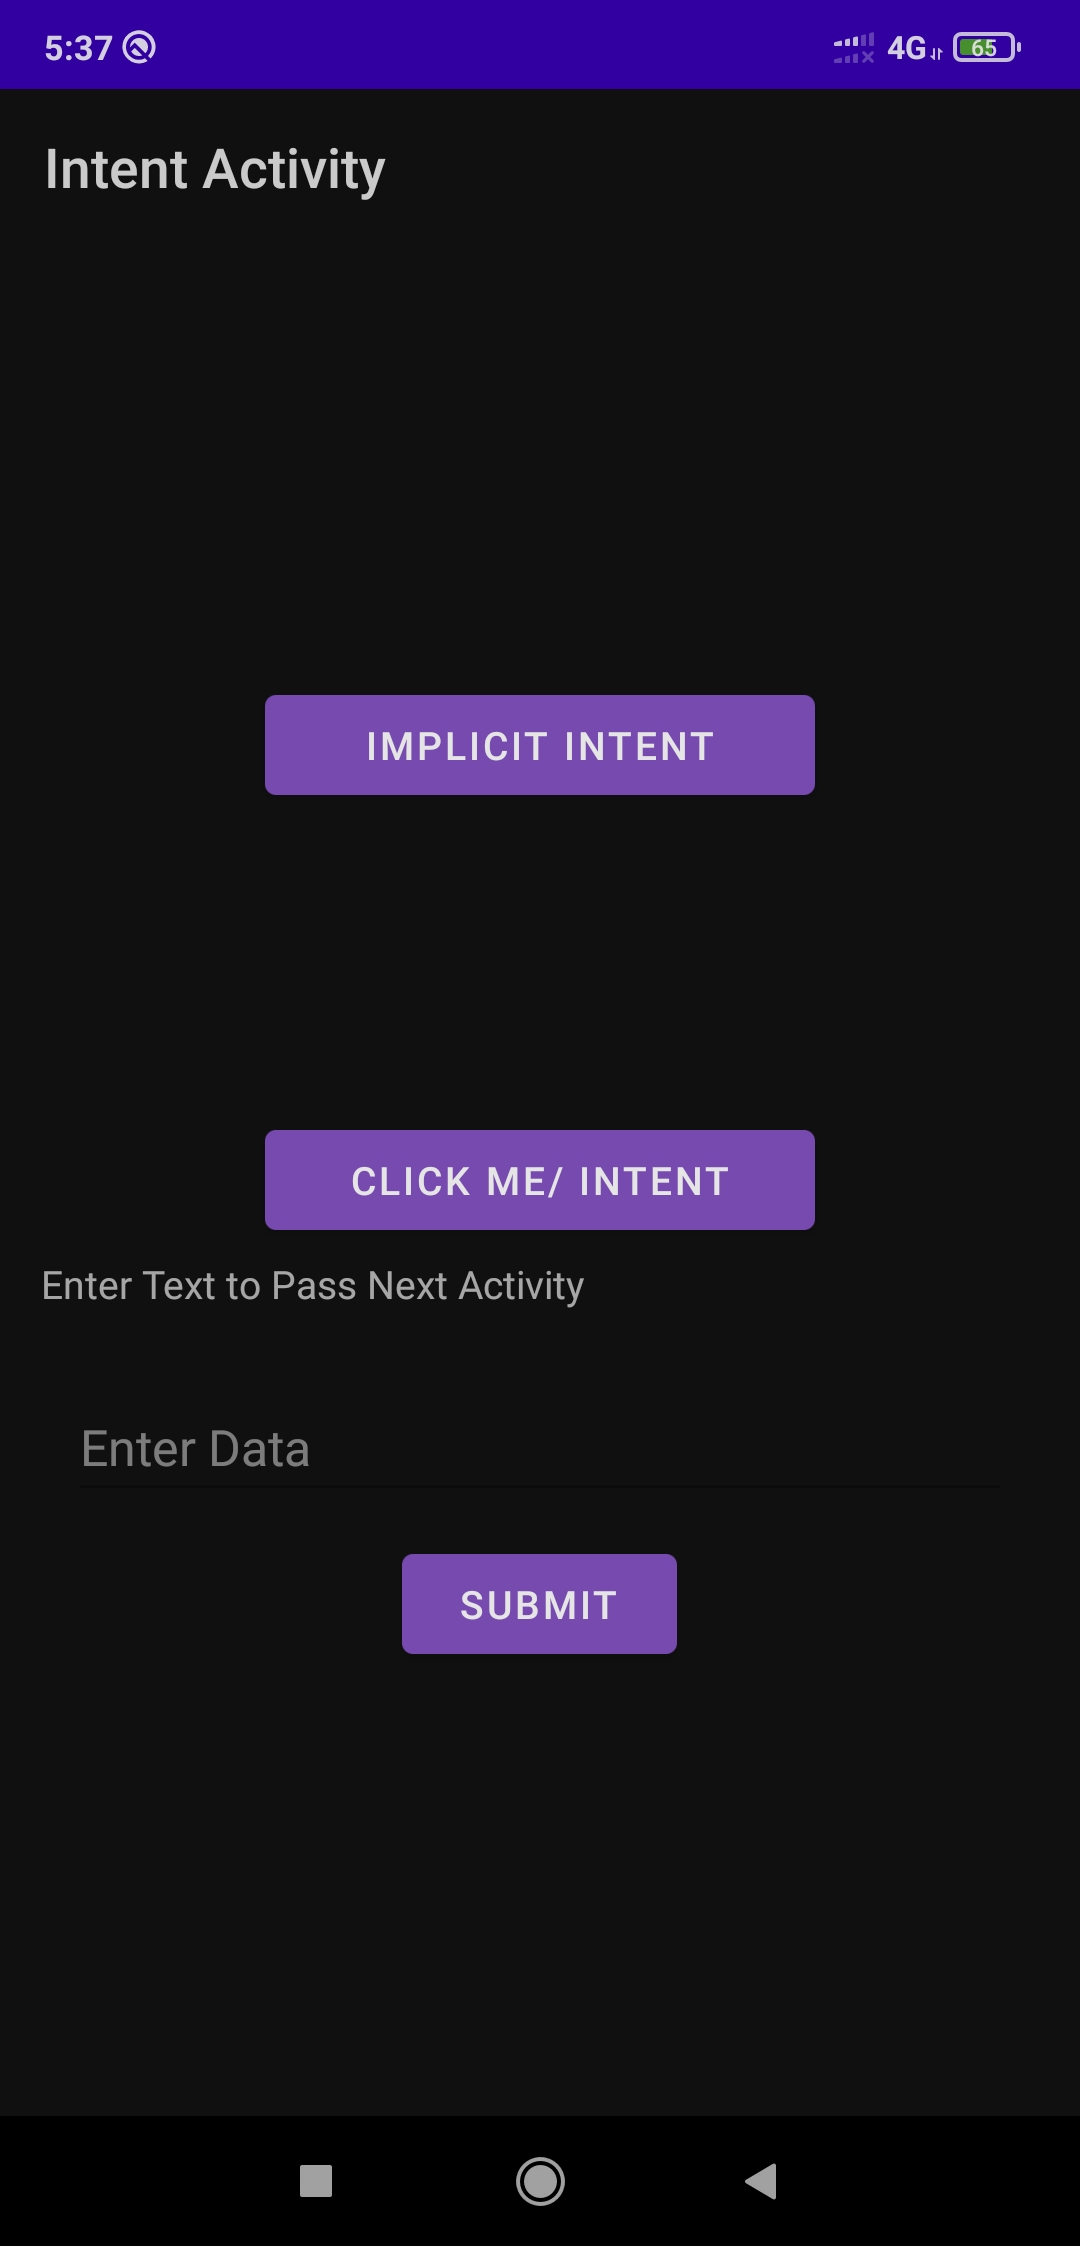 5:37 4G 65
Intent Activity
IMPLICIT INTENT
CLICK ME/ INTENT
Enter Text to Pass Next Activity
Enter Data
SUBMIT